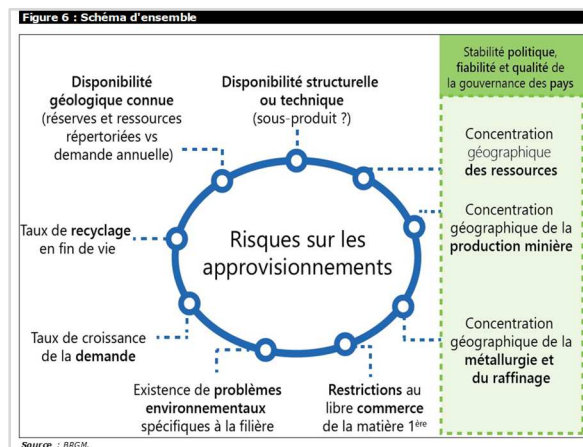 Figure 6 : Schéma d'ensemble
Stabilité politique,
fiabilité et qualité de
la gouvernance des pays
Disponibilité
géologique connue
(réserves et ressources
répertoriées vs
demande annuelle)
Disponibilité structurelle
ou technique
(sous-produit ?)
Concentration
géographique
des ressources
Concentration
géographique de la
production minière
Concentration
géographique de la
métallurgie et
du raffinage
Restrictions au
libre commerce
de la matière 1ère
Existence de problèmes
environnementaux
spécifiques à la filière
Taux de croissance
de la demande
Taux de recyclage
en fin de vie
Risques sur les
approvisionnements
Source : BRGM.